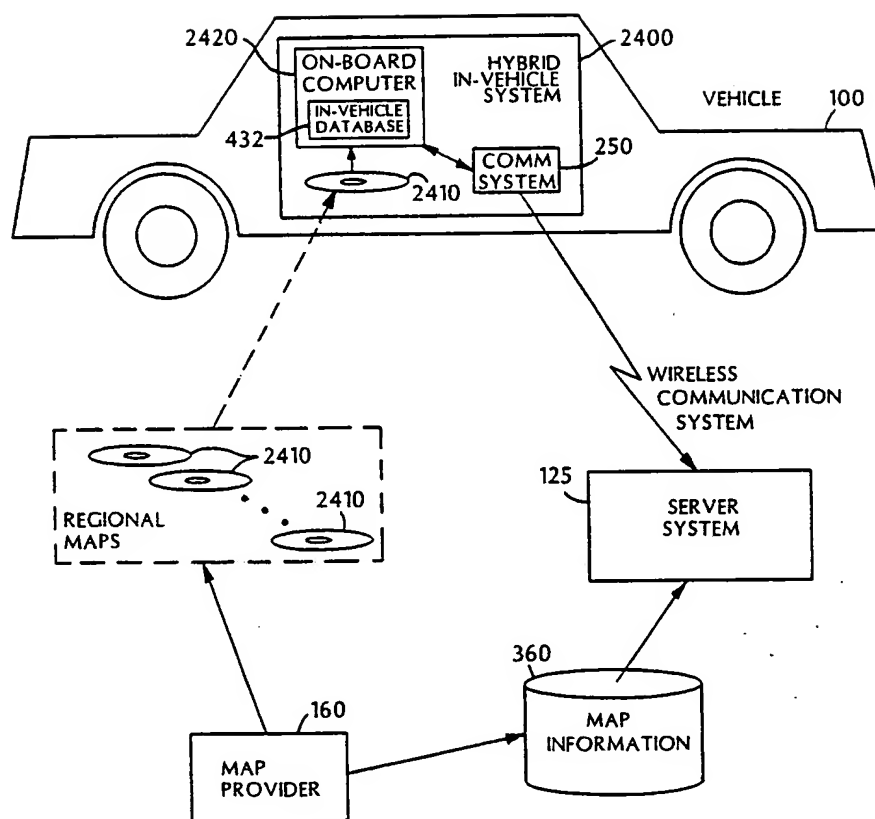 2420
ON-BOARD
COMPUTER
IN-VEHICLE
DATABASE
432
HYBRID
IN-VEHICLE
SYSTEM
2400
VEHICLE
100
COMM
SYSTEM
250
2410
WIRELESS
COMMUNICATION
SYSTEM
2410
2410
REGIONAL
MAPS
125
SERVER
SYSTEM
360
MAP
INFORMATION
160
MAP
PROVIDER